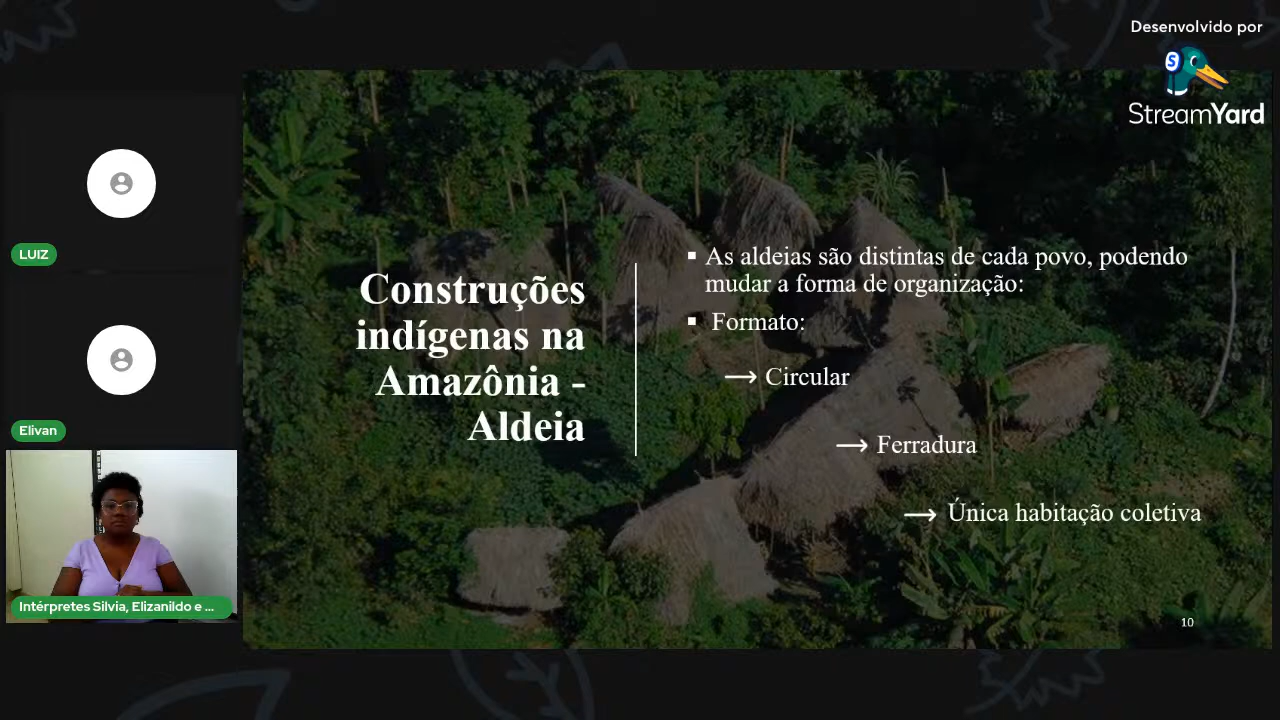 Desenvolvido por
StreamYard
LUIZ
Elivan
Intérpretes Silvia, Elizanildo e ...
Construções
indígenas na
Amazônia -
Aldeia
As aldeias são distintas de cada povo, podendo
mudar a forma de organização:
Formato:
Circular
Ferradura
Única habitação coletiva
10